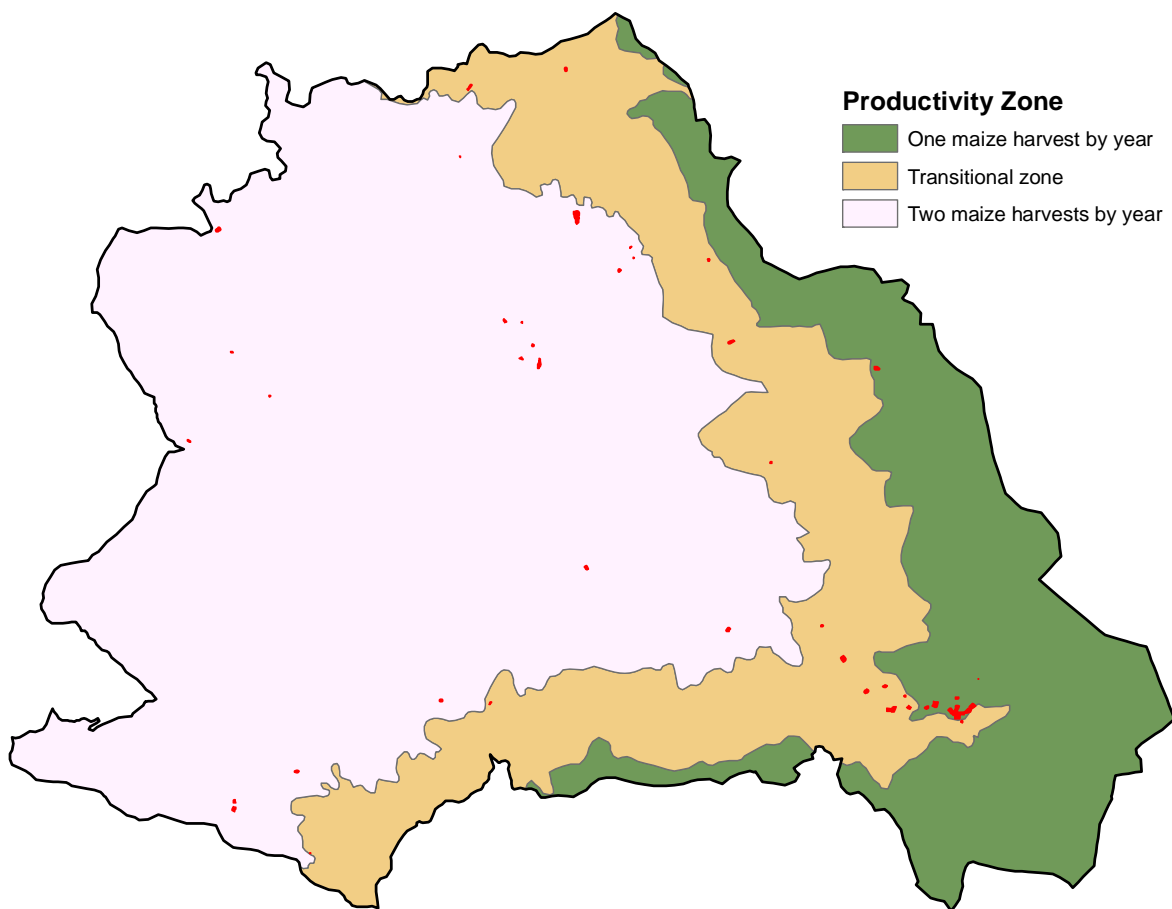 Productivity Zone
One maize harvest by year
Transitional zone
Two maize harvests by year